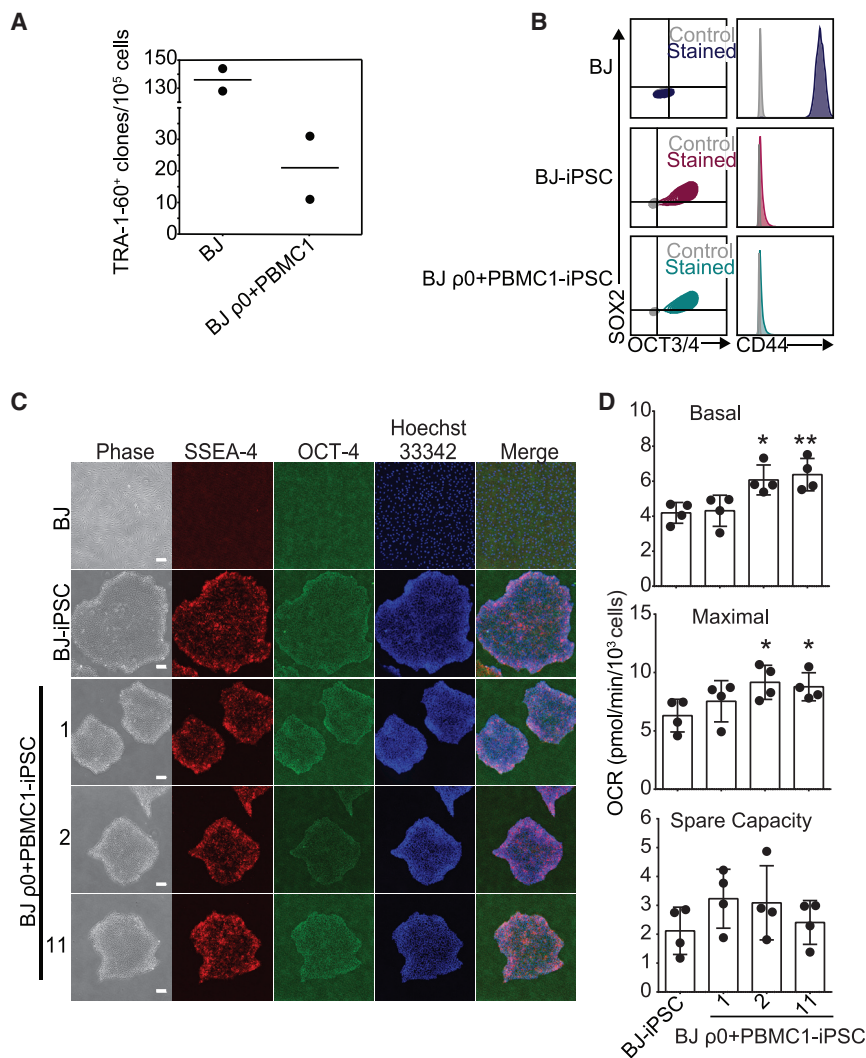 A
TRA-1-60+ clones/10^5 cells
150
130
30
20
10
0
BJ
BJ ρ0+PBMC1
B
BJ
Control
Stained
BJ-iPSC
Control
Stained
BJ ρ0+PBMC1-iPSC
Control
Stained
SOX2
OCT3/4
CD44
C
Phase
SSEA-4
OCT-4
Hoechst
33342
Merge
BJ
BJ-iPSC
BJ ρ0+PBMC1-iPSC
1
2
11
D
OCR (pmol/min/10^3 cells)
Basal
10
8
6
4
2
0
*
**
Maximal
15
10
5
0
*
*
Spare Capacity
6
5
4
3
2
1
0
BJ-iPSC
1
2
11
BJ ρ0+PBMC1-iPSC